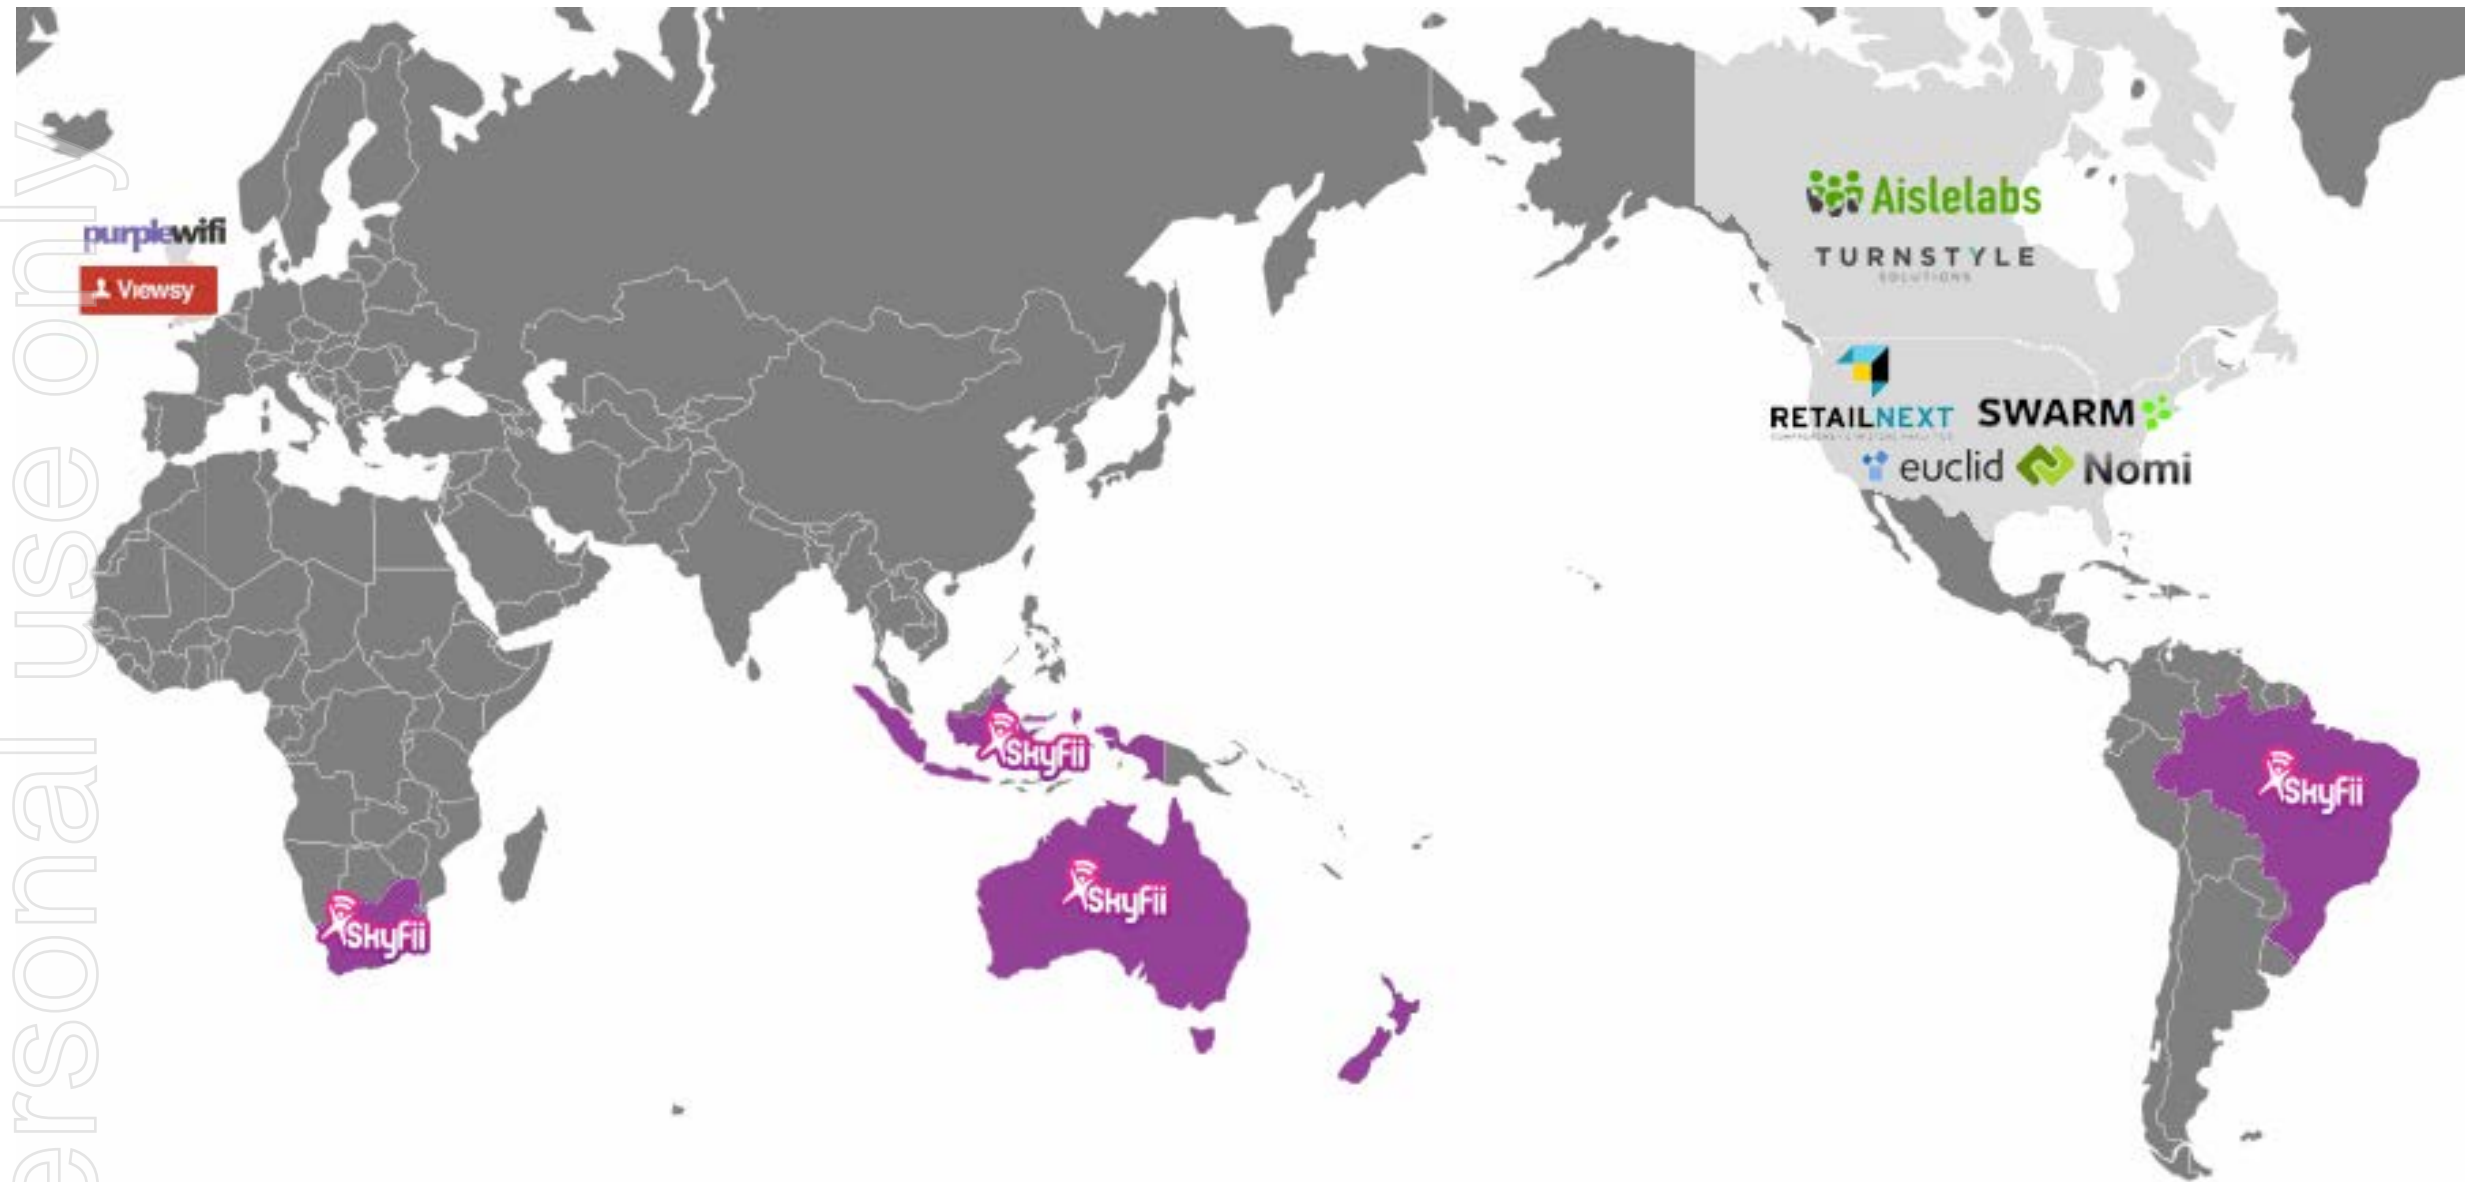 ersonal use only
purplewifi
Viewsy
Aislelabs
TURNSTYLE
SOLUTIONS
RETAILNEXT
SWARM
euclid
Nomi
SkyFii
SkyFii
SkyFii
SkyFii